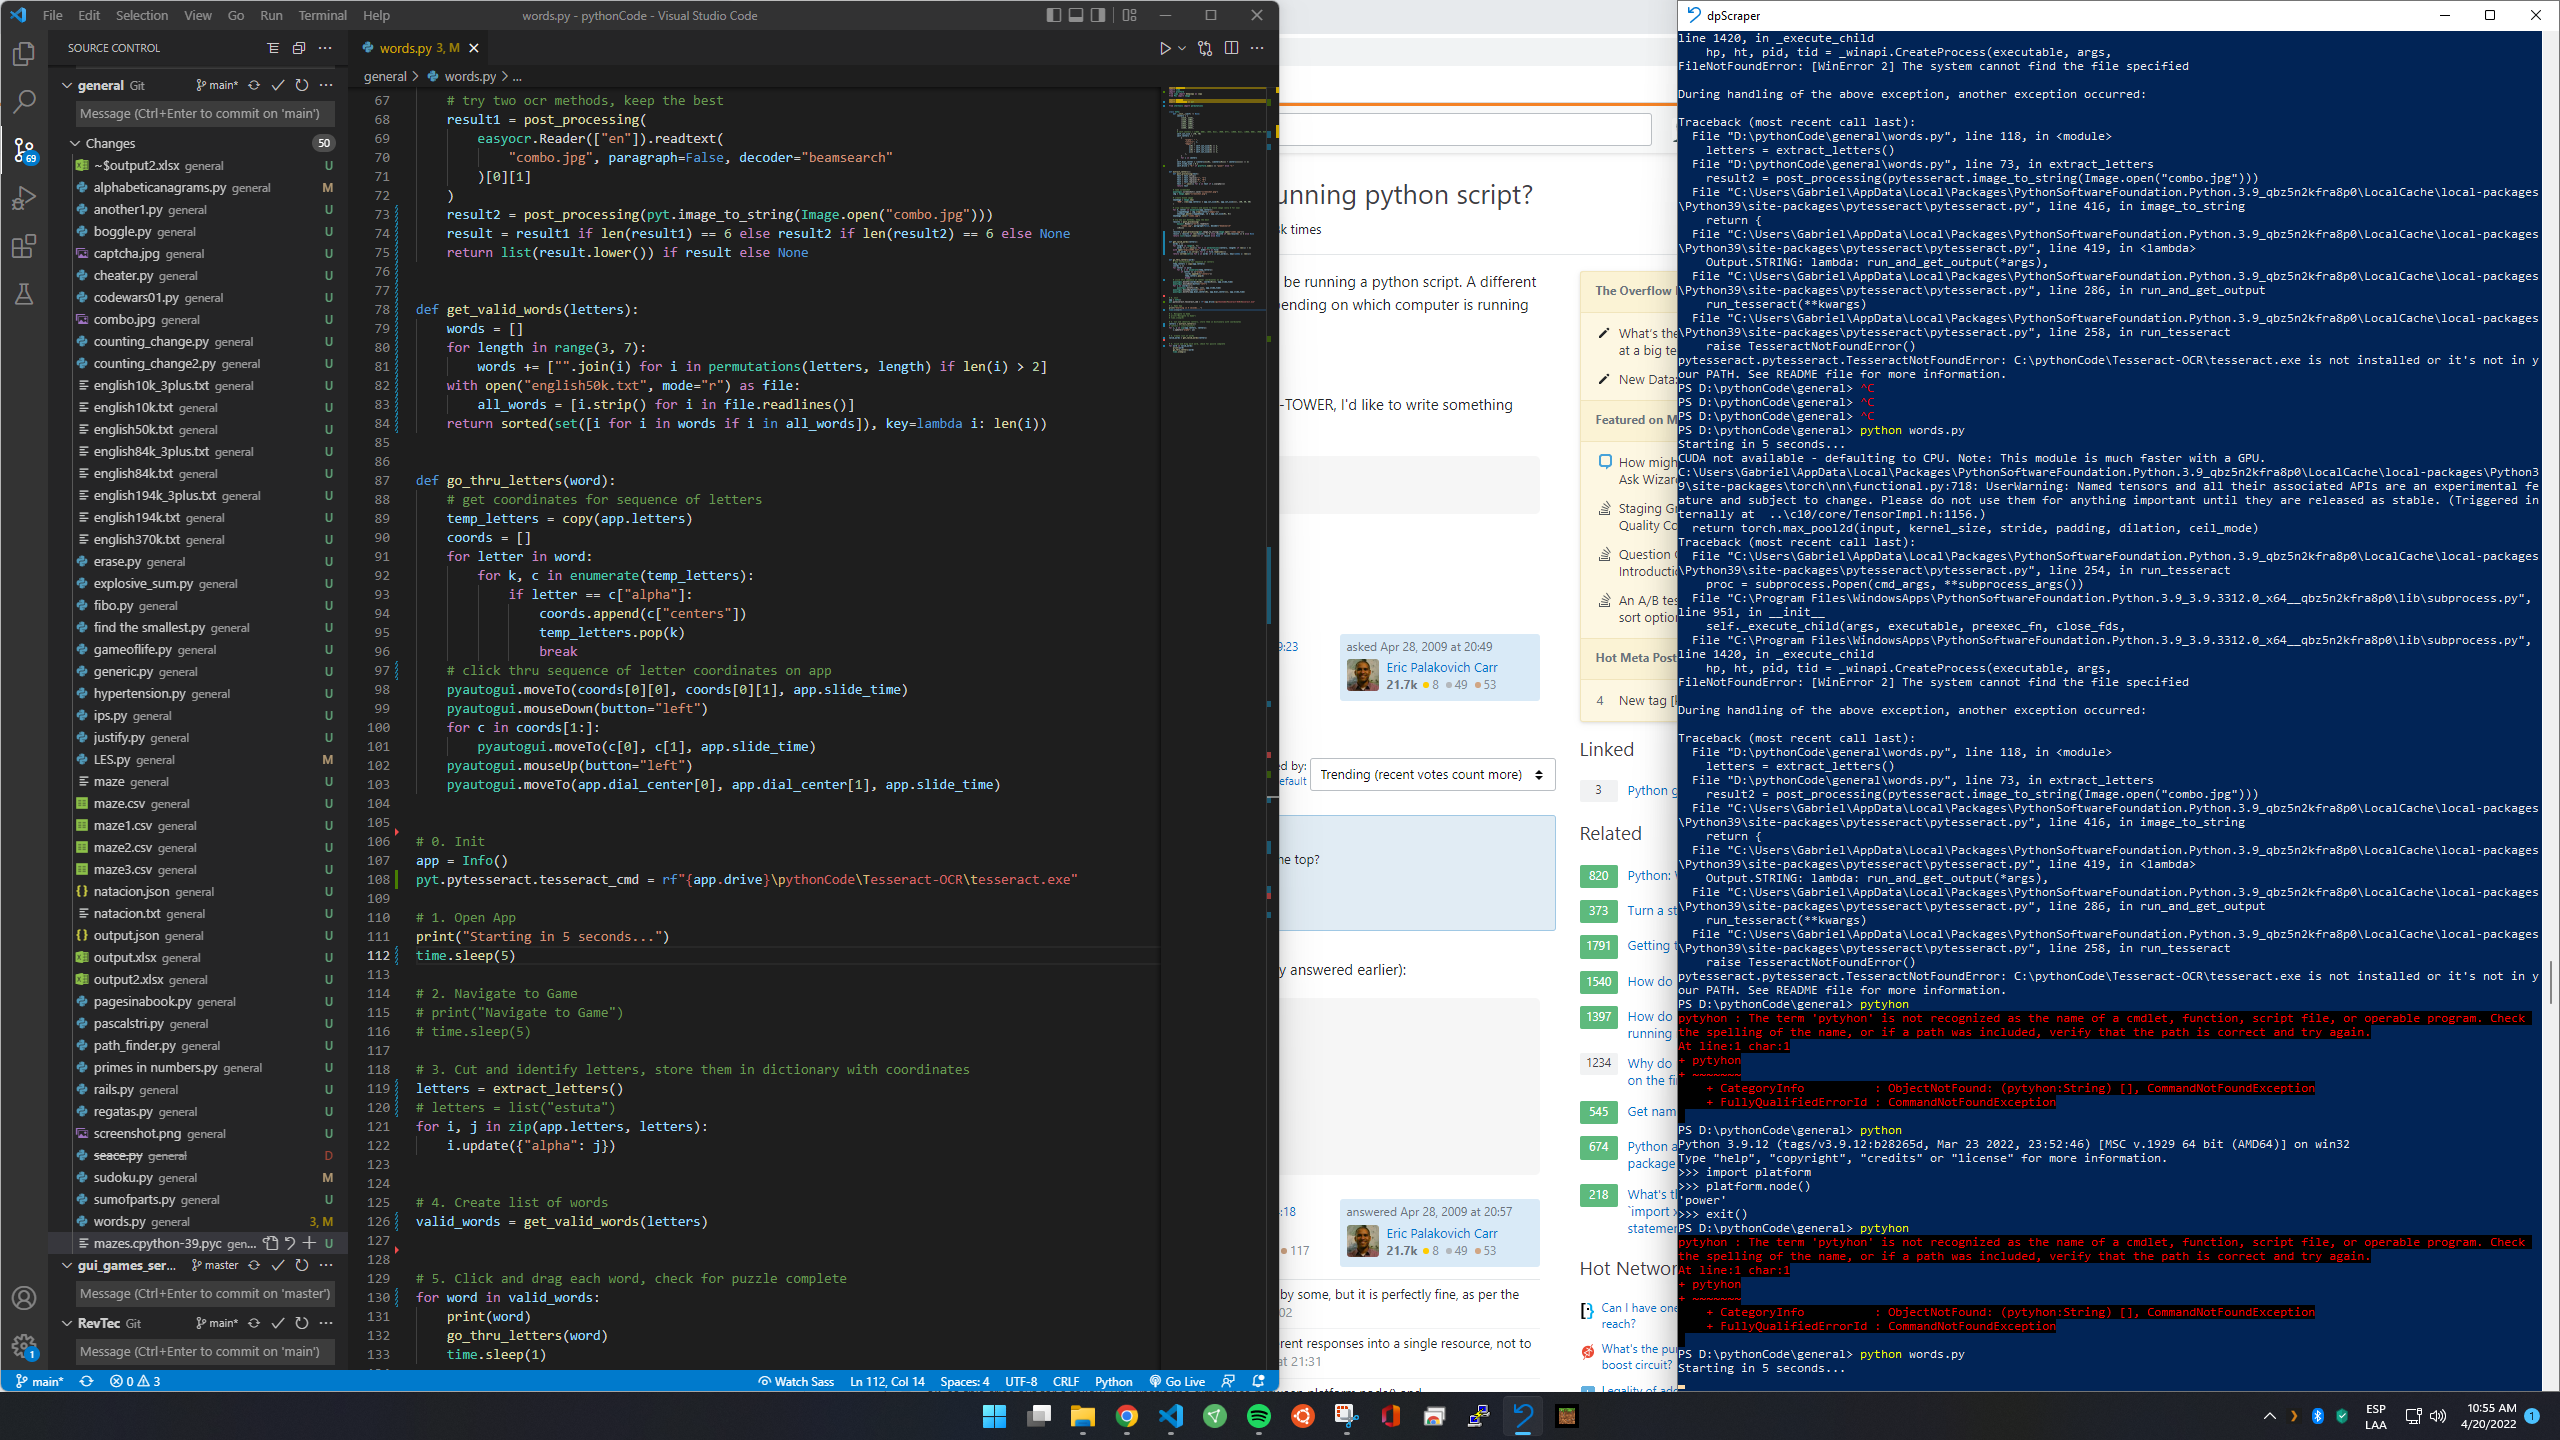 File Edit Selection View Go Run Terminal Help
words.py - pythonCode - Visual Studio Code
SOURCE CONTROL
general Git main*
Message (Ctrl+Enter to commit on 'main')
Changes 50
~$output2.xlsx general U
alphabeticanagrams.py general M
another1.py general U
boggle.py general U
captcha.jpg general U
cheater.py general U
codewars01.py general U
combo.jpg general U
counting_change.py general U
counting_change2.py general U
english10k_3plus.txt general U
english10k.txt general U
english50k.txt general U
english84k_3plus.txt general U
english84k.txt general U
english194k_3plus.txt general U
english194k.txt general U
english370k.txt general U
erase.py general U
explosive_sum.py general U
fibo.py general U
find the smallest.py general U
gameoflife.py general U
generic.py general U
hypertension.py general U
ips.py general U
justify.py general U
LES.py general M
maze general U
maze.csv general U
maze1.csv general U
maze2.csv general U
maze3.csv general U
natacion.json general U
natacion.txt general U
output.json general U
output.xlsx general U
output2.xlsx general U
pagesinabook.py general U
pascalstri.py general U
path_finder.py general U
primes in numbers.py general U
rails.py general U
regatas.py general U
screenshot.png general U
seace.py general D
sudoku.py general M
sumofparts.py general U
words.py general 3, M
mazes.cpython-39.pyc gen... U
gui_games_ser... master
Message (Ctrl+Enter to commit on 'master')
RevTec Git main*
Message (Ctrl+Enter to commit on 'main')
69
1
words.py 3, M
general > words.py > ...
67 # try two ocr methods, keep the best
68 result1 = post_processing(
69 easyocr.Reader(["en"]).readtext(
70 "combo.jpg", paragraph=False, decoder="beamsearch"
71 )[0][1]
72 )
73 result2 = post_processing(pyt.image_to_string(Image.open("combo.jpg")))
74 result = result1 if len(result1) == 6 else result2 if len(result2) == 6 else None
75 return list(result.lower()) if result else None
76
77
78 def get_valid_words(letters):
79 words = []
80 for length in range(3, 7):
81 words += ["".join(i) for i in permutations(letters, length) if len(i) > 2]
82 with open("english50k.txt", mode="r") as file:
83 all_words = [i.strip() for i in file.readlines()]
84 return sorted(set([i for i in words if i in all_words]), key=lambda i: len(i))
85
86
87 def go_thru_letters(word):
88 # get coordinates for sequence of letters
89 temp_letters = copy(app.letters)
90 coords = []
91 for letter in word:
92 for k, c in enumerate(temp_letters):
93 if letter == c["alpha"]:
94 coords.append(c["centers"])
95 temp_letters.pop(k)
96 break
97 # click thru sequence of letter coordinates on app
98 pyautogui.moveTo(coords[0][0], coords[0][1], app.slide_time)
99 pyautogui.mouseDown(button="left")
100 for c in coords[1:]:
101 pyautogui.moveTo(c[0], c[1], app.slide_time)
102 pyautogui.mouseUp(button="left")
103 pyautogui.moveTo(app.dial_center[0], app.dial_center[1], app.slide_time)
104
105
106 # 0. Init
107 app = Info()
108 pyt.pytesseract.tesseract_cmd = rf"{app.drive}\pythonCode\Tesseract-OCR\tesseract.exe"
109
110 # 1. Open App
111 print("Starting in 5 seconds...")
112 time.sleep(5)
113
114 # 2. Navigate to Game
115 # print("Navigate to Game")
116 # time.sleep(5)
117
118 # 3. Cut and identify letters, store them in dictionary with coordinates
119 letters = extract_letters()
120 # letters = list("estuta")
121 for i, j in zip(app.letters, letters):
122 i.update({"alpha": j})
123
124
125 # 4. Create list of words
126 valid_words = get_valid_words(letters)
127
128
129 # 5. Click and drag each word, check for puzzle complete
130 for word in valid_words:
131 print(word)
132 go_thru_letters(word)
133 time.sleep(1)
main* 0 3 Watch Sass Ln 112, Col 14 Spaces: 4 UTF-8 CRLF Python Go Live
unning python script?
k times
be running a python script. A different
ending on which computer is running
-TOWER, I'd like to write something
9:23
asked Apr 28, 2009 at 20:49
Eric Palakovich Carr
21.7k 8 49 53
ed by:
efault
Trending (recent votes count more)
he top?
y answered earlier):
:18
117
answered Apr 28, 2009 at 20:57
Eric Palakovich Carr
21.7k 8 49 53
by some, but it is perfectly fine, as per the
02
erent responses into a single resource, not to
at 21:31
The Overflow
What's the
at a big te
New Data:
Featured on M
How migh
Ask Wizar
Staging Gr
Quality Co
Question
Introductio
An A/B tes
sort option
Hot Meta Post
4 New tag [k
Linked
3 Python g
Related
820 Python: W
373 Turn a st
1791 Getting t
1540 How do
1397 How do
running
1234 Why do
on the fi
545 Get nam
674 Python a
package
218 What's th
`import x
statemen
Hot Networ
Can I have one
reach?
What's the pur
boost circuit?
Legality of add
dpScraper
line 1420, in _execute_child
hp, ht, pid, tid = _winapi.CreateProcess(executable, args,
FileNotFoundError: [WinError 2] The system cannot find the file specified
During handling of the above exception, another exception occurred:
Traceback (most recent call last):
File "D:\pythonCode\general\words.py", line 118, in <module>
letters = extract_letters()
File "D:\pythonCode\general\words.py", line 73, in extract_letters
result2 = post_processing(pytesseract.image_to_string(Image.open("combo.jpg")))
File "C:\Users\Gabriel\AppData\Local\Packages\PythonSoftwareFoundation.Python.3.9_qbz5n2kfra8p0\LocalCache\local-packages
\Python39\site-packages\pytesseract\pytesseract.py", line 416, in image_to_string
return {
File "C:\Users\Gabriel\AppData\Local\Packages\PythonSoftwareFoundation.Python.3.9_qbz5n2kfra8p0\LocalCache\local-packages
\Python39\site-packages\pytesseract\pytesseract.py", line 419, in <lambda>
Output.STRING: lambda: run_and_get_output(*args),
File "C:\Users\Gabriel\AppData\Local\Packages\PythonSoftwareFoundation.Python.3.9_qbz5n2kfra8p0\LocalCache\local-packages
\Python39\site-packages\pytesseract\pytesseract.py", line 286, in run_and_get_output
run_tesseract(**kwargs)
File "C:\Users\Gabriel\AppData\Local\Packages\PythonSoftwareFoundation.Python.3.9_qbz5n2kfra8p0\LocalCache\local-packages
\Python39\site-packages\pytesseract\pytesseract.py", line 258, in run_tesseract
raise TesseractNotFoundError()
pytesseract.pytesseract.TesseractNotFoundError: C:\pythonCode\Tesseract-OCR\tesseract.exe is not installed or it's not in y
our PATH. See README file for more information.
PS D:\pythonCode\general> ^C
PS D:\pythonCode\general> ^C
PS D:\pythonCode\general> ^C
PS D:\pythonCode\general> python words.py
Starting in 5 seconds...
CUDA not available - defaulting to CPU. Note: This module is much faster with a GPU.
C:\Users\Gabriel\AppData\Local\Packages\PythonSoftwareFoundation.Python.3.9_qbz5n2kfra8p0\LocalCache\local-packages\Python3
9\site-packages\torch\nn\functional.py:718: UserWarning: Named tensors and all their associated APIs are an experimental fe
ature and subject to change. Please do not use them for anything important until they are released as stable. (Triggered in
ternally at  ..\c10/core/TensorImpl.h:1156.)
return torch.max_pool2d(input, kernel_size, stride, padding, dilation, ceil_mode)
Traceback (most recent call last):
File "C:\Users\Gabriel\AppData\Local\Packages\PythonSoftwareFoundation.Python.3.9_qbz5n2kfra8p0\LocalCache\local-packages
\Python39\site-packages\pytesseract\pytesseract.py", line 254, in run_tesseract
proc = subprocess.Popen(cmd_args, **subprocess_args())
File "C:\Program Files\WindowsApps\PythonSoftwareFoundation.Python.3.9_3.9.3312.0_x64__qbz5n2kfra8p0\lib\subprocess.py",
line 951, in __init__
self._execute_child(args, executable, preexec_fn, close_fds,
File "C:\Program Files\WindowsApps\PythonSoftwareFoundation.Python.3.9_3.9.3312.0_x64__qbz5n2kfra8p0\lib\subprocess.py",
line 1420, in _execute_child
hp, ht, pid, tid = _winapi.CreateProcess(executable, args,
FileNotFoundError: [WinError 2] The system cannot find the file specified
During handling of the above exception, another exception occurred:
Traceback (most recent call last):
File "D:\pythonCode\general\words.py", line 118, in <module>
letters = extract_letters()
File "D:\pythonCode\general\words.py", line 73, in extract_letters
result2 = post_processing(pytesseract.image_to_string(Image.open("combo.jpg")))
File "C:\Users\Gabriel\AppData\Local\Packages\PythonSoftwareFoundation.Python.3.9_qbz5n2kfra8p0\LocalCache\local-packages
\Python39\site-packages\pytesseract\pytesseract.py", line 416, in image_to_string
return {
File "C:\Users\Gabriel\AppData\Local\Packages\PythonSoftwareFoundation.Python.3.9_qbz5n2kfra8p0\LocalCache\local-packages
\Python39\site-packages\pytesseract\pytesseract.py", line 419, in <lambda>
Output.STRING: lambda: run_and_get_output(*args),
File "C:\Users\Gabriel\AppData\Local\Packages\PythonSoftwareFoundation.Python.3.9_qbz5n2kfra8p0\LocalCache\local-packages
\Python39\site-packages\pytesseract\pytesseract.py", line 286, in run_and_get_output
run_tesseract(**kwargs)
File "C:\Users\Gabriel\AppData\Local\Packages\PythonSoftwareFoundation.Python.3.9_qbz5n2kfra8p0\LocalCache\local-packages
\Python39\site-packages\pytesseract\pytesseract.py", line 258, in run_tesseract
raise TesseractNotFoundError()
pytesseract.pytesseract.TesseractNotFoundError: C:\pythonCode\Tesseract-OCR\tesseract.exe is not installed or it's not in y
our PATH. See README file for more information.
PS D:\pythonCode\general> pytyhon
pytyhon : The term 'pytyhon' is not recognized as the name of a cmdlet, function, script file, or operable program. Check
the spelling of the name, or if a path was included, verify that the path is correct and try again.
At line:1 char:1
+ pytyhon
+ ~~~~~~~
+ CategoryInfo : ObjectNotFound: (pytyhon:String) [], CommandNotFoundException
+ FullyQualifiedErrorId : CommandNotFoundException
PS D:\pythonCode\general> python
Python 3.9.12 (tags/v3.9.12:b28265d, Mar 23 2022, 23:52:46) [MSC v.1929 64 bit (AMD64)] on win32
Type "help", "copyright", "credits" or "license" for more information.
>>> import platform
>>> platform.node()
'power'
>>> exit()
PS D:\pythonCode\general> pytyhon
pytyhon : The term 'pytyhon' is not recognized as the name of a cmdlet, function, script file, or operable program. Check
the spelling of the name, or if a path was included, verify that the path is correct and try again.
At line:1 char:1
+ pytyhon
+ ~~~~~~~
+ CategoryInfo : ObjectNotFound: (pytyhon:String) [], CommandNotFoundException
+ FullyQualifiedErrorId : CommandNotFoundException
PS D:\pythonCode\general> python words.py
Starting in 5 seconds...
ESP
LAA
10:55 AM
4/20/2022
1